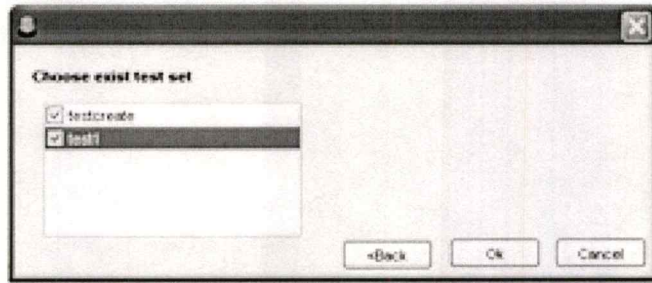 Choose exist test set
testcreate
test1
<Back
Ok
Cancel